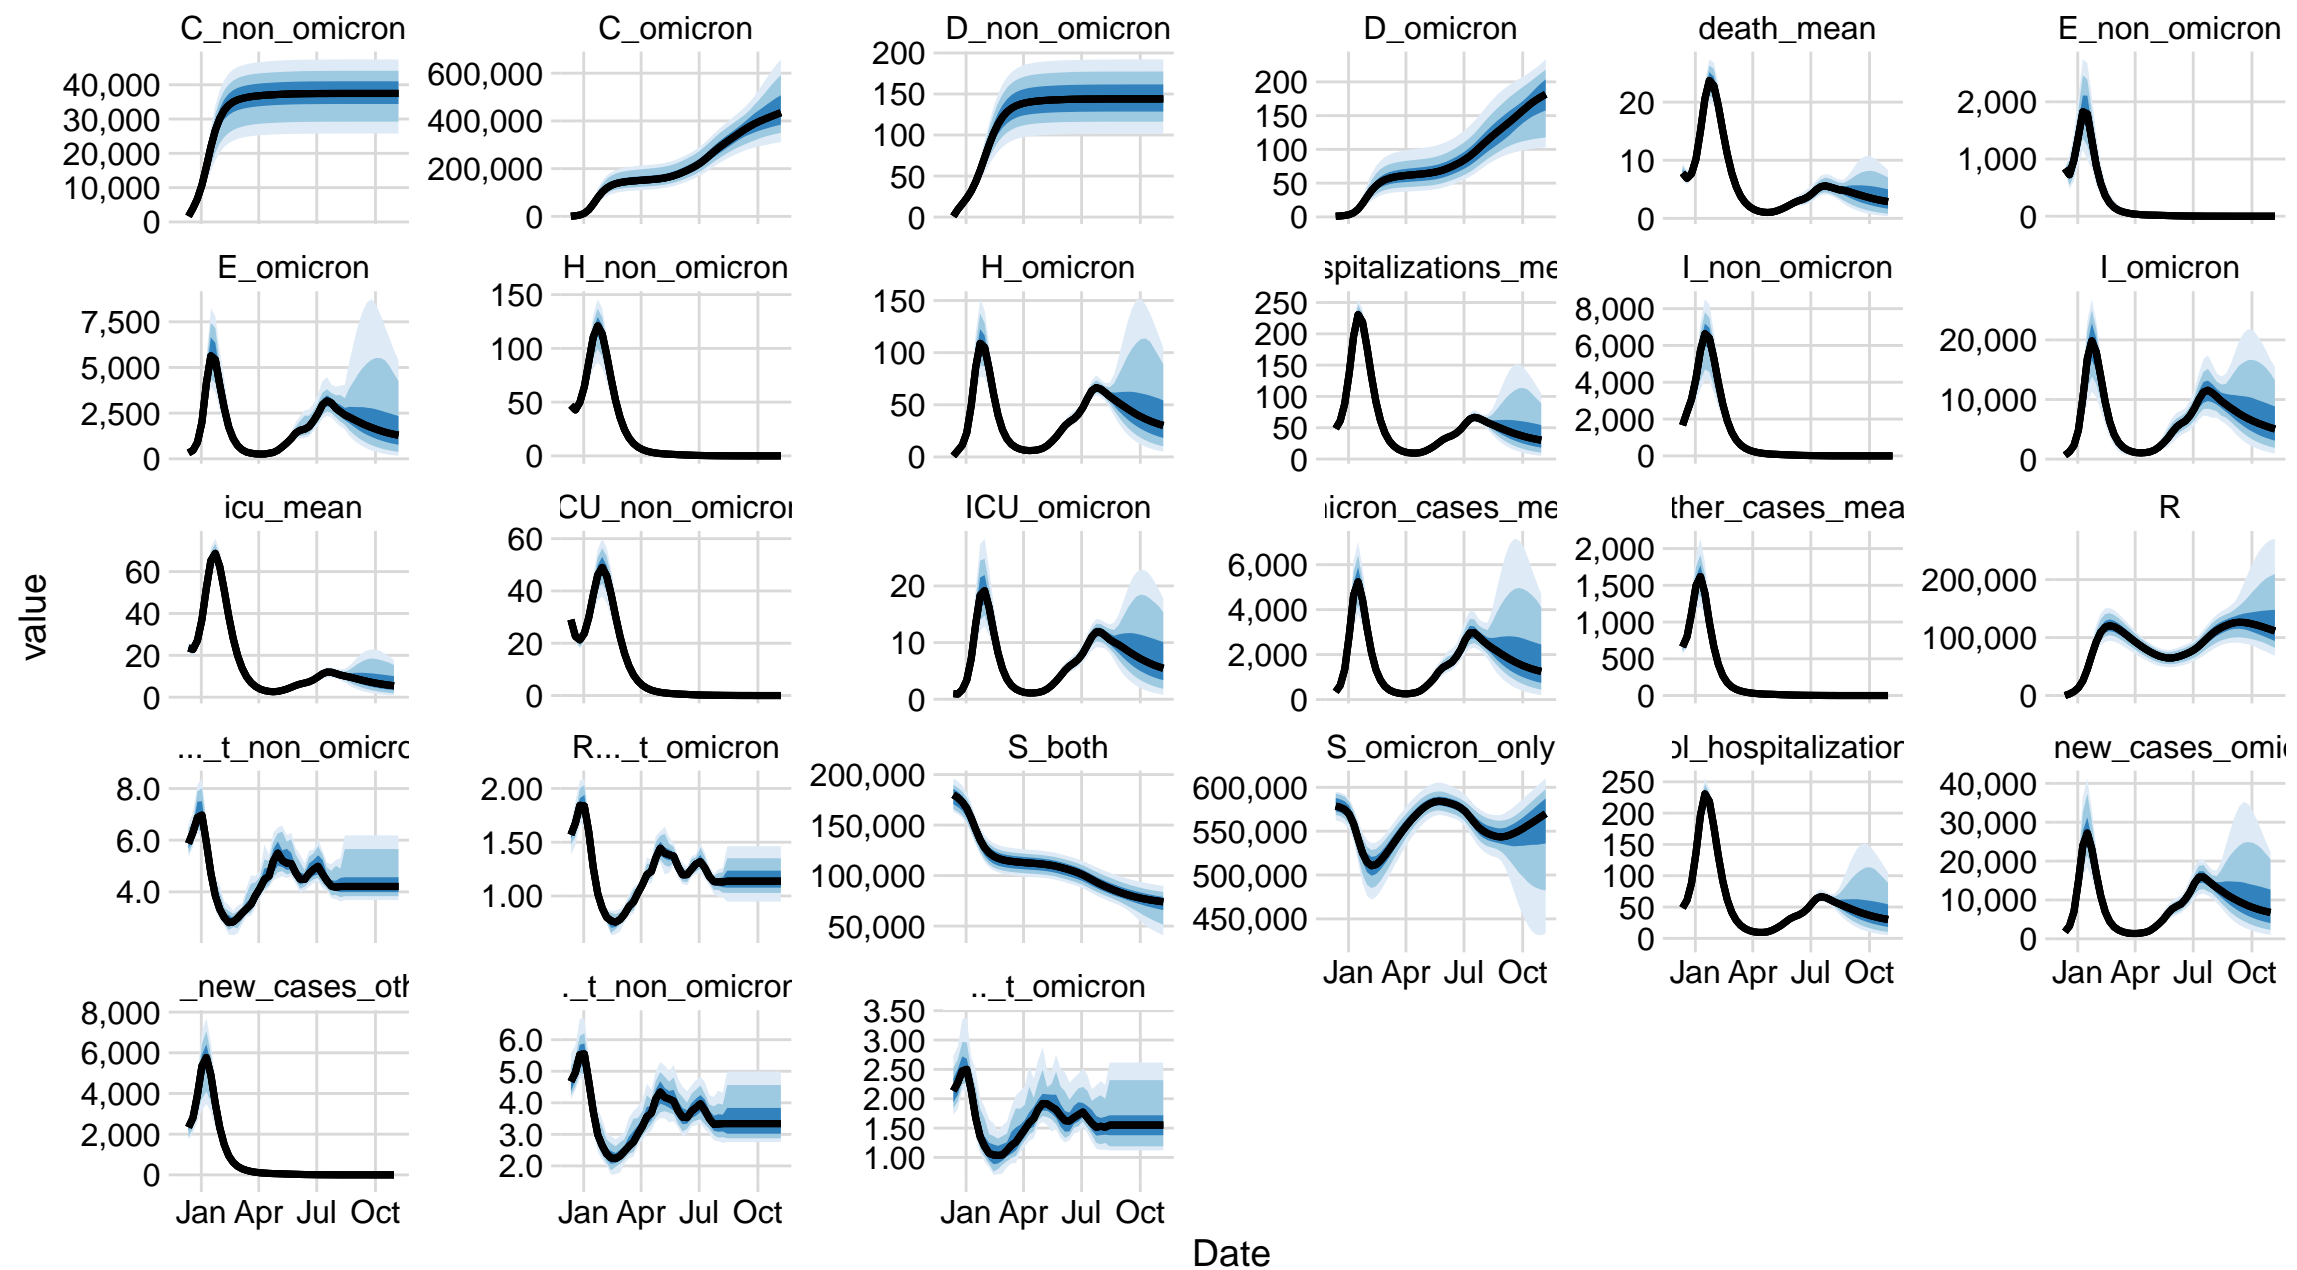 C_non_omicron C_omicron D_non_omicron D_omicron death_mean E_non_omicron
40,000 30,000 20,000 10,000 0
600,000 400,000 200,000 0
200 150 100 50 0
200 150 100 50 0
20 10 0
2,000 1,000 0
E_omicron H_non_omicron H_omicron spitalizations_me I_non_omicron I_omicron
7,500 5,000 2,500 0
150 100 50 0
150 100 50 0
250 200 150 100 50 0
8,000 6,000 4,000 2,000 0
20,000 10,000 0
icu_mean CU_non_omicron ICU_omicron icron_cases_me ther_cases_mea R
60 40 20 0
60 40 20 0
20 10 0
6,000 4,000 2,000 0
2,000 1,500 1,000 500 0
200,000 100,000 0
value
..._t_non_omicro R..._t_omicron S_both S_omicron_only ol_hospitalization new_cases_omic
8.0 6.0 4.0
2.00 1.50 1.00
200,000 150,000 100,000 50,000
600,000 550,000 500,000 450,000
250 200 150 100 50 0
40,000 30,000 20,000 10,000 0
Jan Apr Jul Oct Jan Apr Jul Oct Jan Apr Jul Oct
_new_cases_oth ._t_non_omicron .._t_omicron
8,000 6,000 4,000 2,000 0
6.0 5.0 4.0 3.0 2.0
3.50 3.00 2.50 2.00 1.50 1.00
Jan Apr Jul Oct Jan Apr Jul Oct Jan Apr Jul Oct
Date